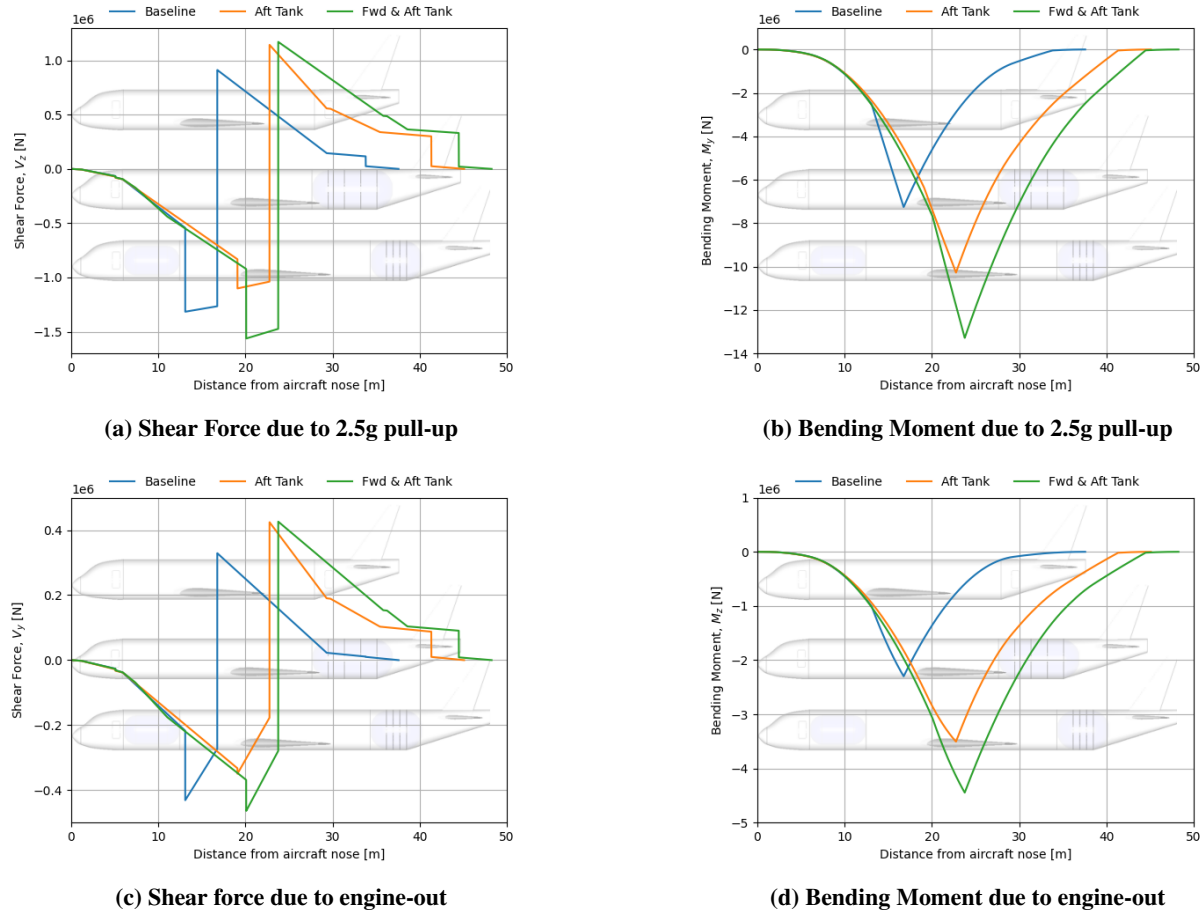 Baseline Aft Tank Fwd & Aft Tank
1e6
1.0
0.5
0.0
−0.5
−1.0
−1.5
Shear Force, V_z [N]
0 10 20 30 40 50
Distance from aircraft nose [m]
(a) Shear Force due to 2.5g pull-up
Baseline Aft Tank Fwd & Aft Tank
1e6
0
−2
−4
−6
−8
−10
−12
−14
Bending Moment, M_y [N]
0 10 20 30 40 50
Distance from aircraft nose [m]
(b) Bending Moment due to 2.5g pull-up
Baseline Aft Tank Fwd & Aft Tank
1e6
0.4
0.2
0.0
−0.2
−0.4
Shear Force, V_y [N]
0 10 20 30 40 50
Distance from aircraft nose [m]
(c) Shear force due to engine-out
Baseline Aft Tank Fwd & Aft Tank
1e6
1
0
−1
−2
−3
−4
−5
Bending Moment, M_z [N]
0 10 20 30 40 50
Distance from aircraft nose [m]
(d) Bending Moment due to engine-out